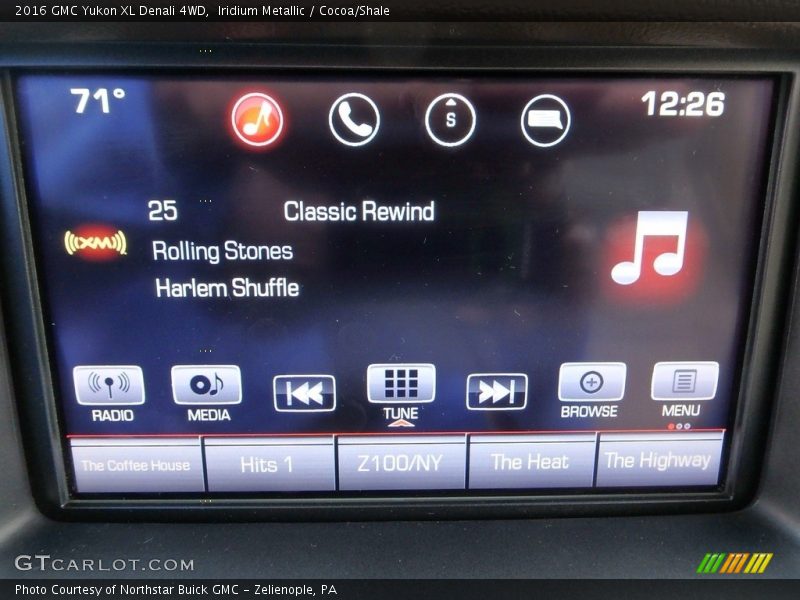 2016 GMC Yukon XL Denali 4WD, Iridium Metallic / Cocoa/Shale
71° 12:26
S
25 Classic Rewind
((XM))
Rolling Stones
Harlem Shuffle
RADIO MEDIA TUNE BROWSE MENU
The Coffee House Hits 1 Z100/NY The Heat The Highway
GTCARLOT.COM
Photo Courtesy of Northstar Buick GMC - Zelienople, PA